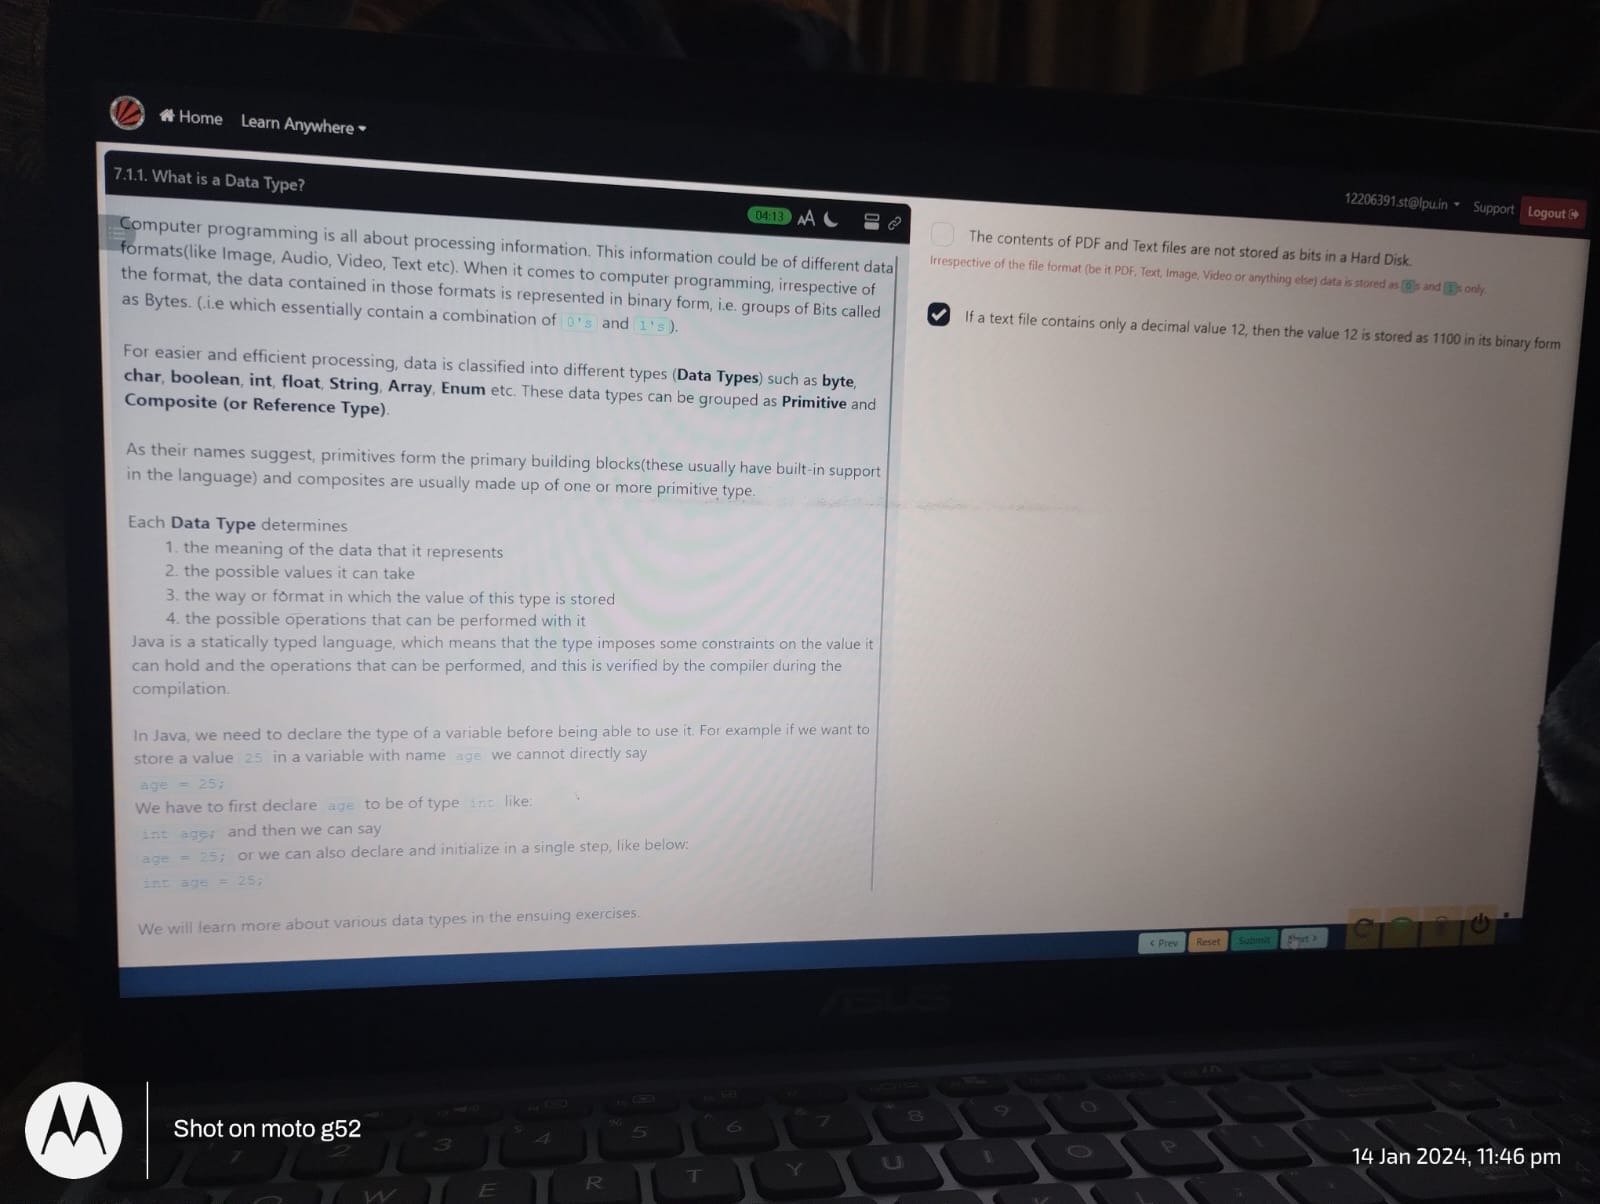 Home Learn Anywhere
7.1.1. What is a Data Type?
04:13 AA
12206391.st@lpu.in Support Logout
Computer programming is all about processing information. This information could be of different data
formats(like Image, Audio, Video, Text etc). When it comes to computer programming, irrespective of
the format, the data contained in those formats is represented in binary form, i.e. groups of Bits called
as Bytes. (.i.e which essentially contain a combination of 0's and 1's).
For easier and efficient processing, data is classified into different types (Data Types) such as byte,
char, boolean, int, float, String, Array, Enum etc. These data types can be grouped as Primitive and
Composite (or Reference Type).
As their names suggest, primitives form the primary building blocks(these usually have built-in support
in the language) and composites are usually made up of one or more primitive type.
Each Data Type determines
1. the meaning of the data that it represents
2. the possible values it can take
3. the way or format in which the value of this type is stored
4. the possible operations that can be performed with it
Java is a statically typed language, which means that the type imposes some constraints on the value it
can hold and the operations that can be performed, and this is verified by the compiler during the
compilation.
In Java, we need to declare the type of a variable before being able to use it. For example if we want to
store a value 25 in a variable with name age we cannot directly say
age = 25;
We have to first declare age to be of type int like:
int age; and then we can say
age = 25; or we can also declare and initialize in a single step, like below:
int age = 25;
We will learn more about various data types in the ensuing exercises.
The contents of PDF and Text files are not stored as bits in a Hard Disk.
Irrespective of the file format (be it PDF, Text, Image, Video or anything else) data is stored as 0s and 1s only.
If a text file contains only a decimal value 12, then the value 12 is stored as 1100 in its binary form
< Prev Reset Submit Next >
ASUS
1 2 3 4 5 6 7 8 9 0
W E R T Y U I O P
Shot on moto g52
14 Jan 2024, 11:46 pm